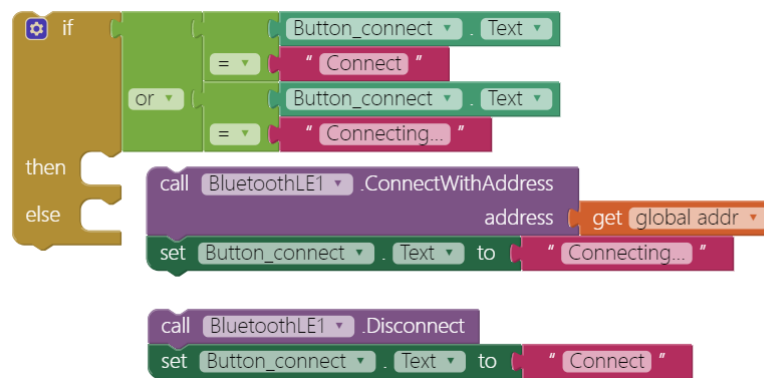 if Button_connect . Text
= " Connect "
or Button_connect . Text
= " Connecting... "
then
call BluetoothLE1 .ConnectWithAddress
else
address get global addr
set Button_connect . Text to " Connecting... "
call BluetoothLE1 .Disconnect
set Button_connect . Text to " Connect "